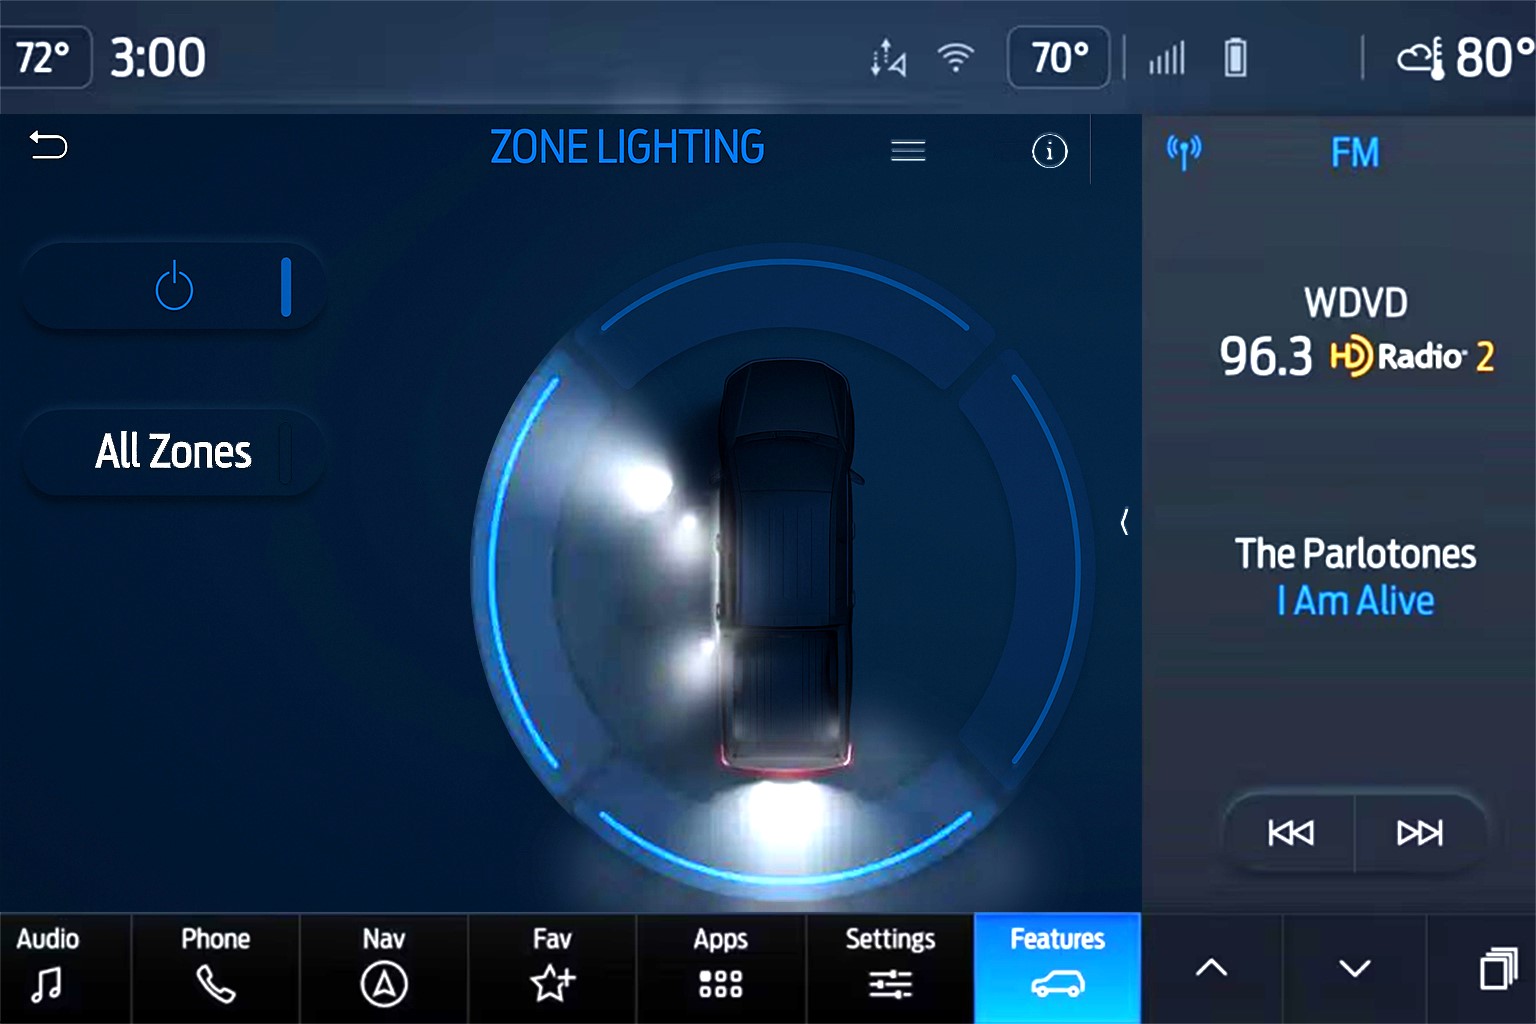 72° 3:00 70° 80°
ZONE LIGHTING
FM
WDVD
96.3 HD Radio 2
All Zones
The Parlotones
I Am Alive
Audio Phone Nav Fav Apps Settings Features